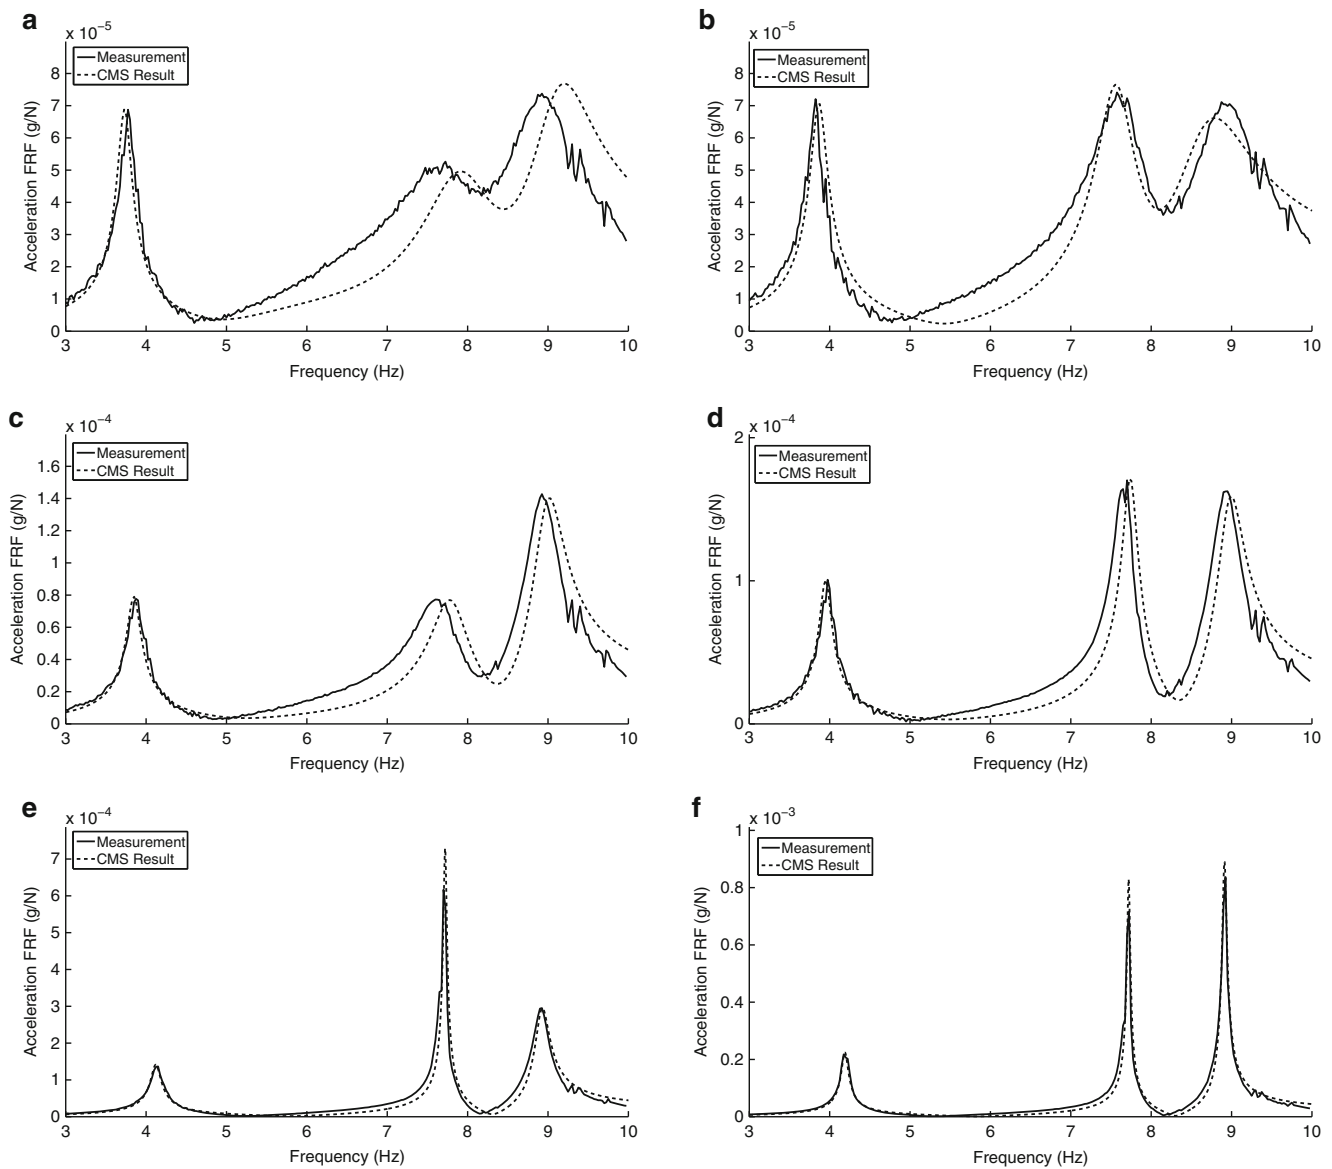 a
x 10⁻⁵
Measurement
CMS Result
Acceleration FRF (g/N)
8
7
6
5
4
3
2
1
0
3 4 5 6 7 8 9 10
Frequency (Hz)
b
x 10⁻⁵
Measurement
CMS Result
Acceleration FRF (g/N)
8
7
6
5
4
3
2
1
0
3 4 5 6 7 8 9 10
Frequency (Hz)
c
x 10⁻⁴
Measurement
CMS Result
Acceleration FRF (g/N)
1.6
1.4
1.2
1
0.8
0.6
0.4
0.2
0
3 4 5 6 7 8 9 10
Frequency (Hz)
d
x 10⁻⁴
Measurement
CMS Result
Acceleration FRF (g/N)
2
1
0
3 4 5 6 7 8 9 10
Frequency (Hz)
e
x 10⁻⁴
Measurement
CMS Result
Acceleration FRF (g/N)
7
6
5
4
3
2
1
0
3 4 5 6 7 8 9 10
Frequency (Hz)
f
x 10⁻³
Measurement
CMS Result
Acceleration FRF (g/N)
1
0.8
0.6
0.4
0.2
0
3 4 5 6 7 8 9 10
Frequency (Hz)